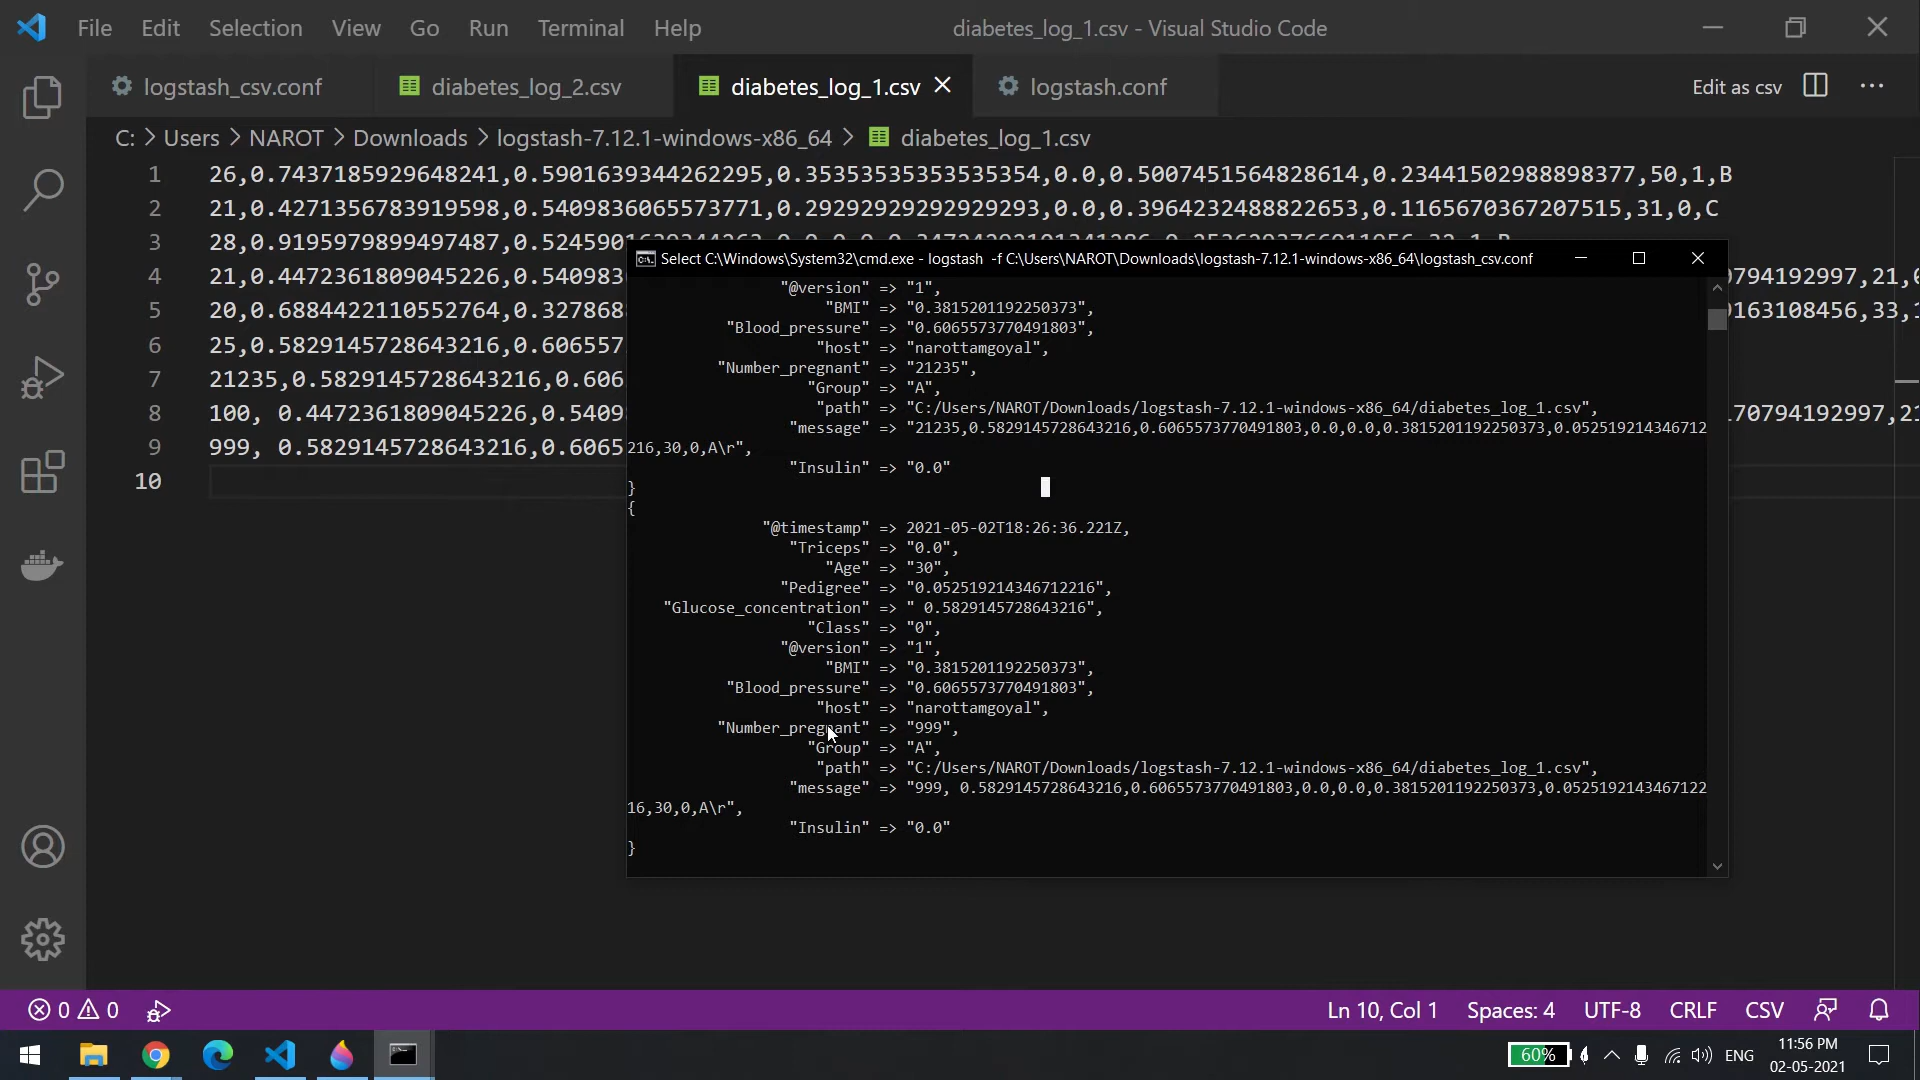 File Edit Selection View Go Run Terminal Help diabetes_log_1.csv - Visual Studio Code
logstash_csv.conf diabetes_log_2.csv diabetes_log_1.csv logstash.conf Edit as csv
C: > Users > NAROT > Downloads > logstash-7.12.1-windows-x86_64 > diabetes_log_1.csv
1 26,0.7437185929648241,0.5901639344262295,0.35353535353535354,0.0,0.5007451564828614,0.23441502988898377,50,1,B
2 21,0.4271356783919598,0.5409836065573771,0.29292929292929293,0.0,0.3964232488822653,0.1165670367207515,31,0,C
3 28,0.9195979899497487,
4 21,0.4472361809045226,0.540983 0794192997,21,
5 20,0.6884422110552764,0.327868 0163108456,33,
6 25,0.5829145728643216,0.606557
7 21235,0.5829145728643216,0.606
8 100, 0.4472361809045226,0.5409 70794192997,21
9 999, 0.5829145728643216,0.6065
10
Select C:\Windows\System32\cmd.exe - logstash -f C:\Users\NAROT\Downloads\logstash-7.12.1-windows-x86_64\logstash_csv.conf
"@version" => "1",
"BMI" => "0.3815201192250373",
"Blood_pressure" => "0.6065573770491803",
"host" => "narottamgoyal",
"Number_pregnant" => "21235",
"Group" => "A",
"path" => "C:/Users/NAROT/Downloads/logstash-7.12.1-windows-x86_64/diabetes_log_1.csv",
"message" => "21235,0.5829145728643216,0.6065573770491803,0.0,0.0,0.3815201192250373,0.052519214346712
216,30,0,A\r",
"Insulin" => "0.0"
}
{
"@timestamp" => 2021-05-02T18:26:36.221Z,
"Triceps" => "0.0",
"Age" => "30",
"Pedigree" => "0.052519214346712216",
"Glucose_concentration" => " 0.5829145728643216",
"Class" => "0",
"@version" => "1",
"BMI" => "0.3815201192250373",
"Blood_pressure" => "0.6065573770491803",
"host" => "narottamgoyal",
"Number_pregnant" => "999",
"Group" => "A",
"path" => "C:/Users/NAROT/Downloads/logstash-7.12.1-windows-x86_64/diabetes_log_1.csv",
"message" => "999, 0.5829145728643216,0.6065573770491803,0.0,0.0,0.3815201192250373,0.0525192143467122
16,30,0,A\r",
"Insulin" => "0.0"
}
0 0 Ln 10, Col 1 Spaces: 4 UTF-8 CRLF CSV
60% ENG 11:56 PM
02-05-2021